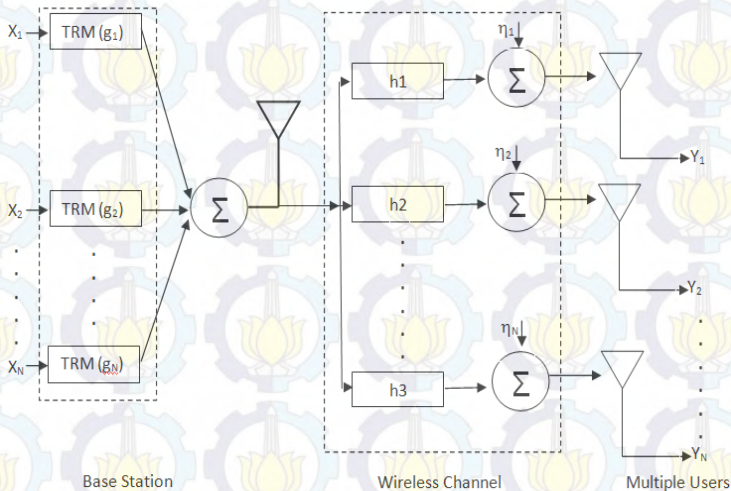 X1 TRM (g1)
X2 TRM (g2)
XN TRM (gN)
Σ
h1
h2
h3
η1
Σ
η2
Σ
ηN
Σ
Y1
Y2
YN
Base Station
Wireless Channel
Multiple Users